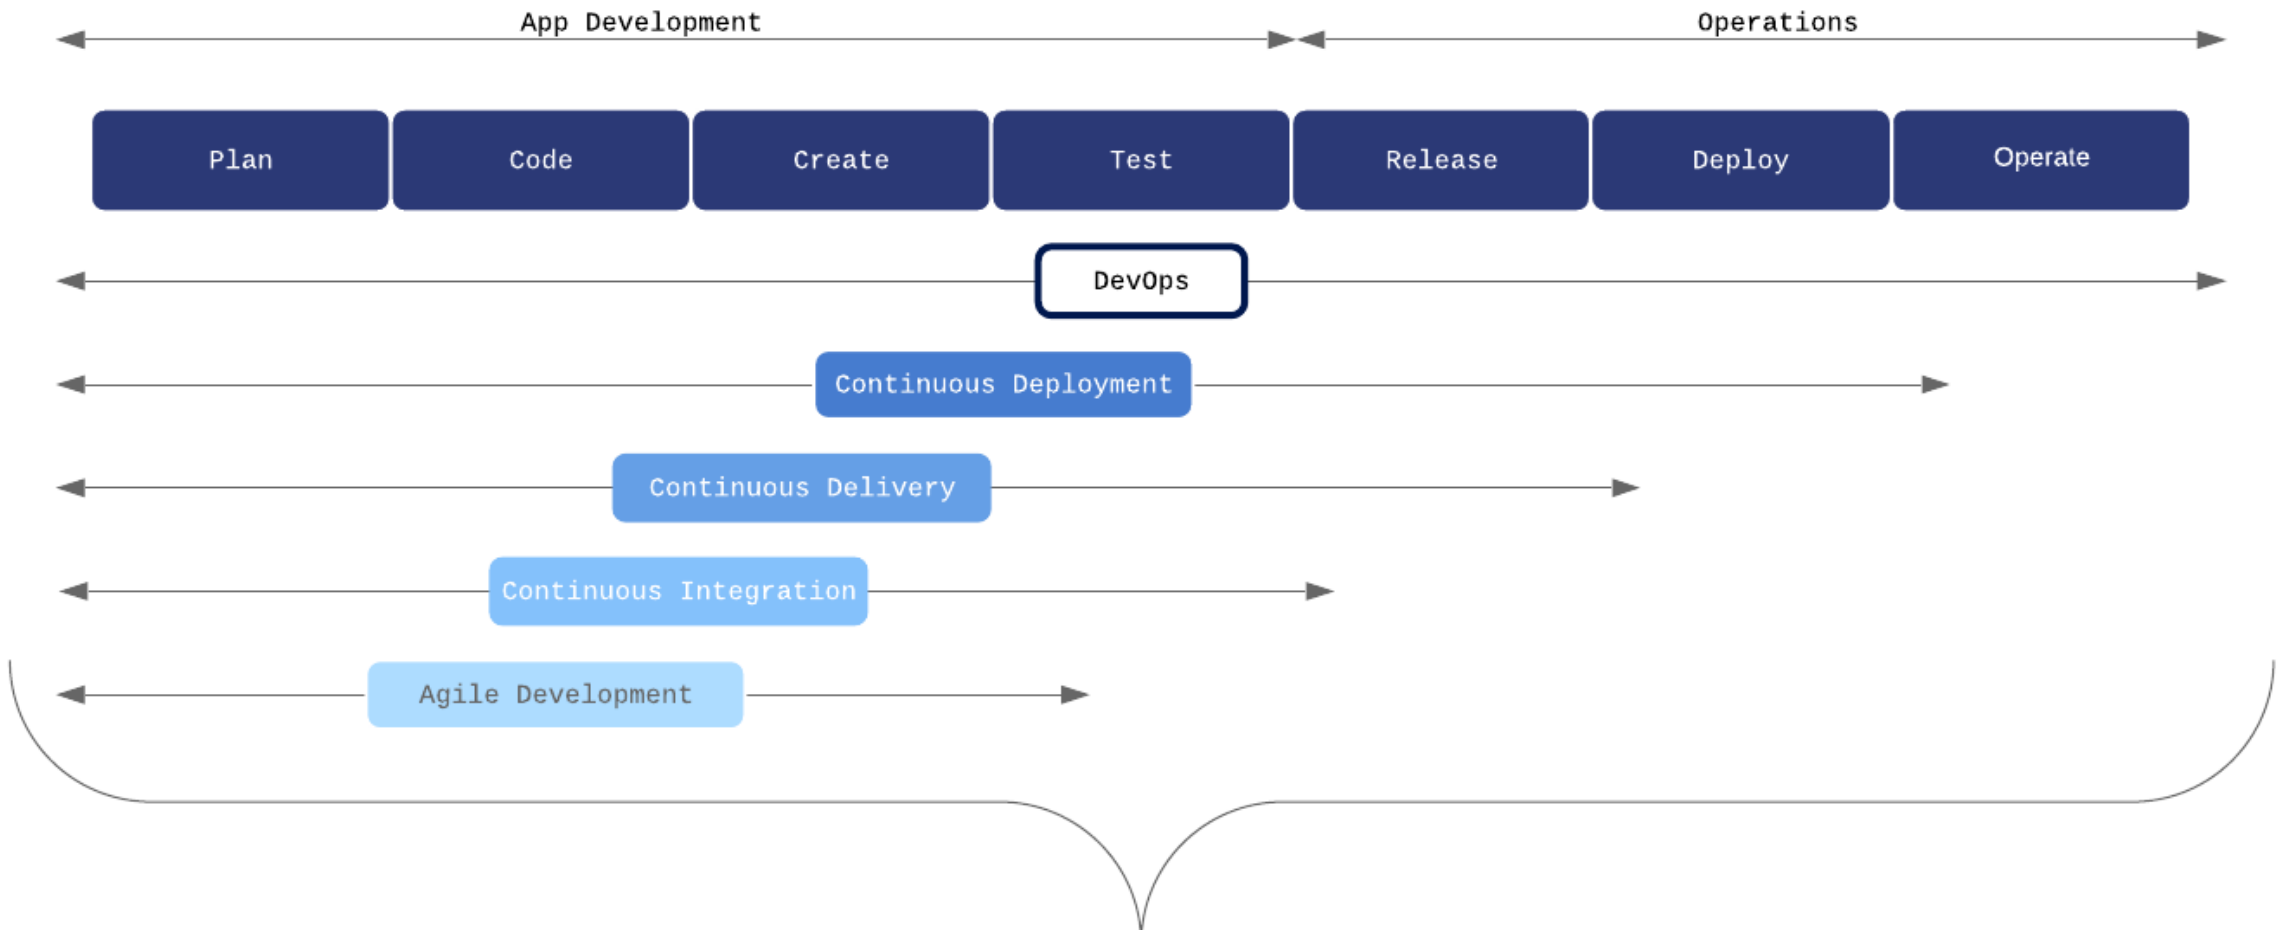 App Development
Operations
Plan
Code
Create
Test
Release
Deploy
Operate
DevOps
Continuous Deployment
Continuous Delivery
Continuous Integration
Agile Development